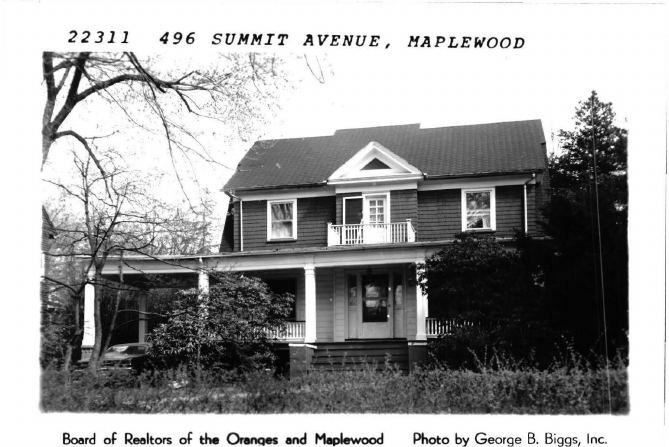 22311 496 SUMMIT AVENUE, MAPLEWOOD
Board of Realtors of the Oranges and Maplewood Photo by George B. Biggs, Inc.